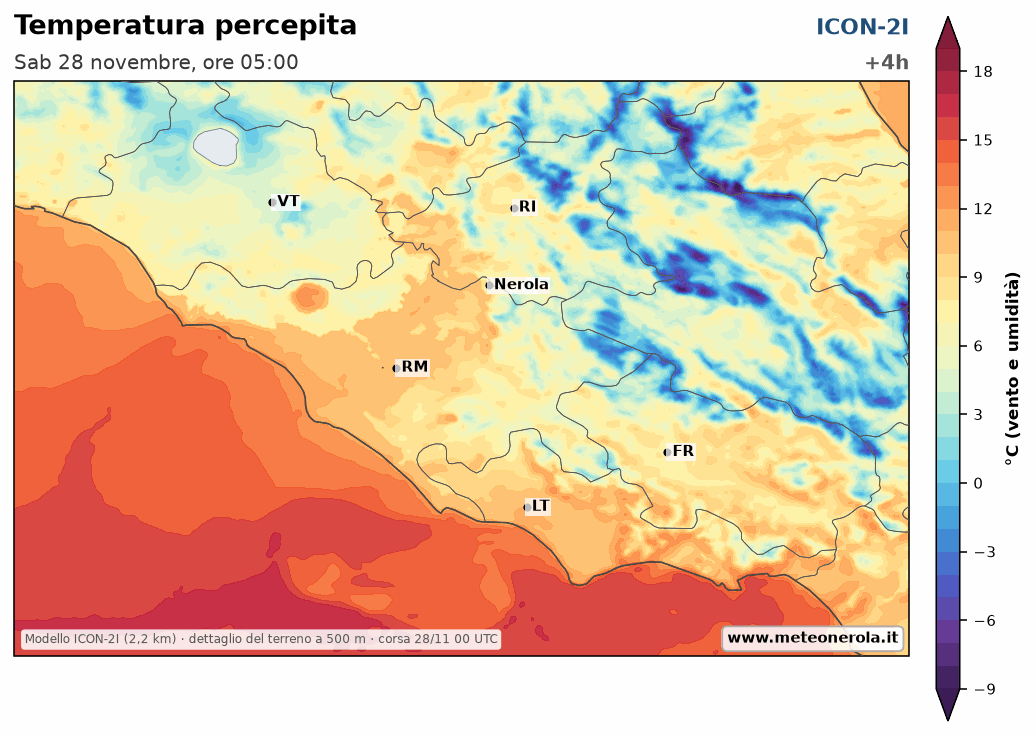 Temperatura percepita
ICON-2I
Sab 28 novembre, ore 05:00
+4h
VT
RI
Nerola
RM
FR
LT
18
15
12
9
6
3
0
−3
−6
−9
°C (vento e umidità)
Modello ICON-2I (2,2 km) · dettaglio del terreno a 500 m · corsa 28/11 00 UTC
www.meteonerola.it